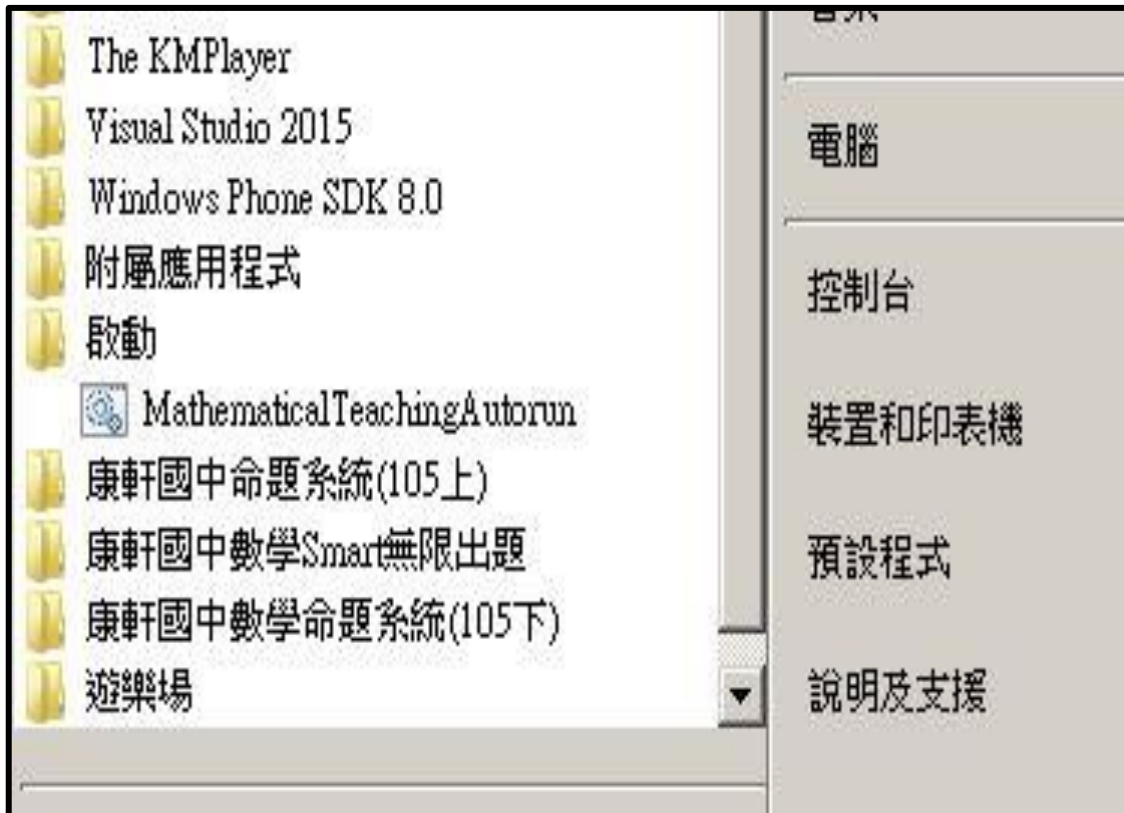 The KMPlayer
Visual Studio 2015
Windows Phone SDK 8.0
附屬應用程式
啟動
MathematicalTeachingAutorun
康軒國中命題系統(105上)
康軒國中數學Smart無限出題
康軒國中數學命題系統(105下)
遊樂場
電腦
控制台
裝置和印表機
預設程式
說明及支援